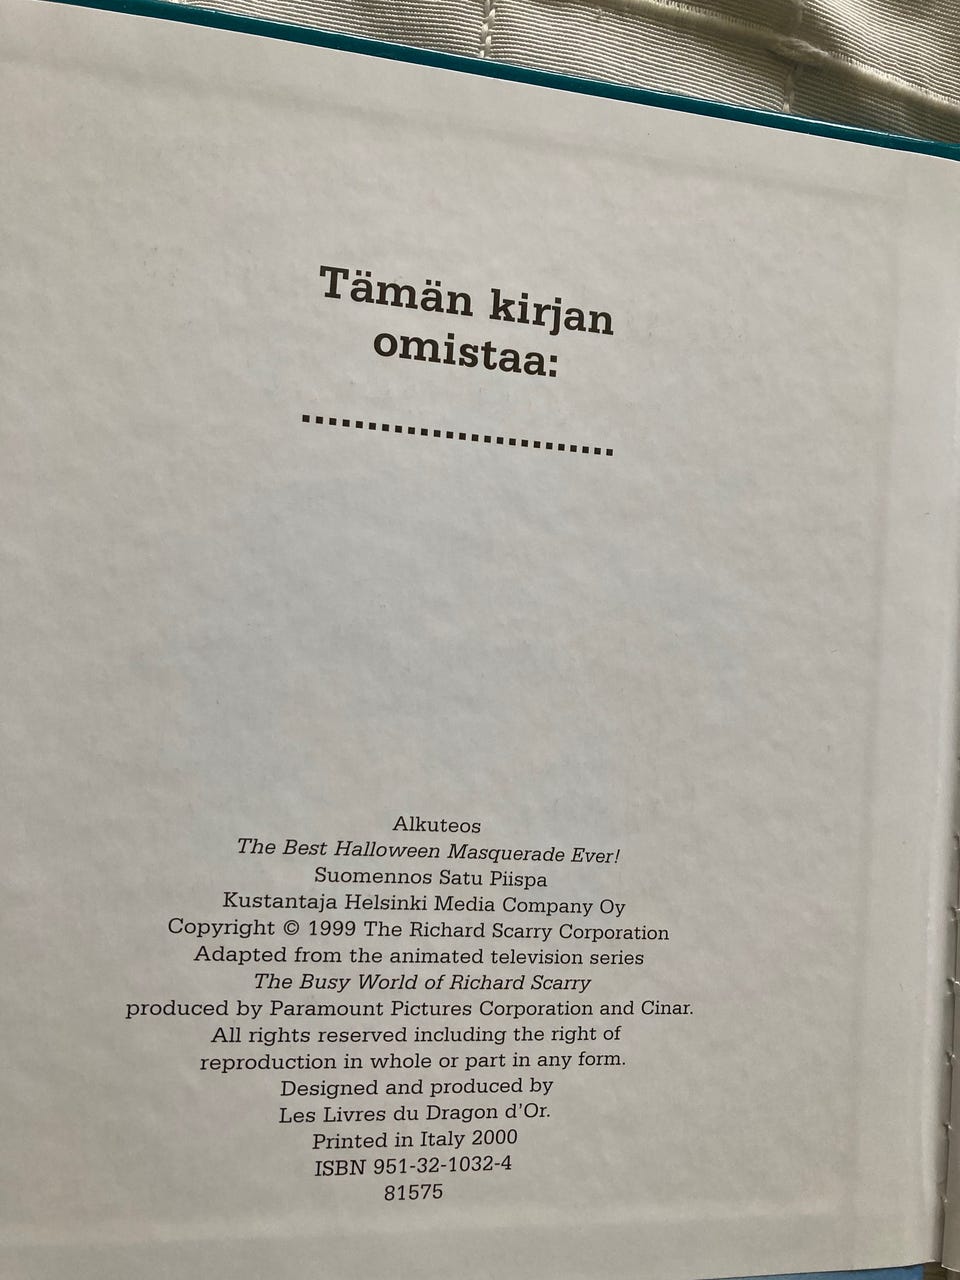 Tämän kirjan
omistaa:
.........................
Alkuteos
The Best Halloween Masquerade Ever!
Suomennos Satu Piispa
Kustantaja Helsinki Media Company Oy
Copyright © 1999 The Richard Scarry Corporation
Adapted from the animated television series
The Busy World of Richard Scarry
produced by Paramount Pictures Corporation and Cinar.
All rights reserved including the right of
reproduction in whole or part in any form.
Designed and produced by
Les Livres du Dragon d'Or.
Printed in Italy 2000
ISBN 951-32-1032-4
81575